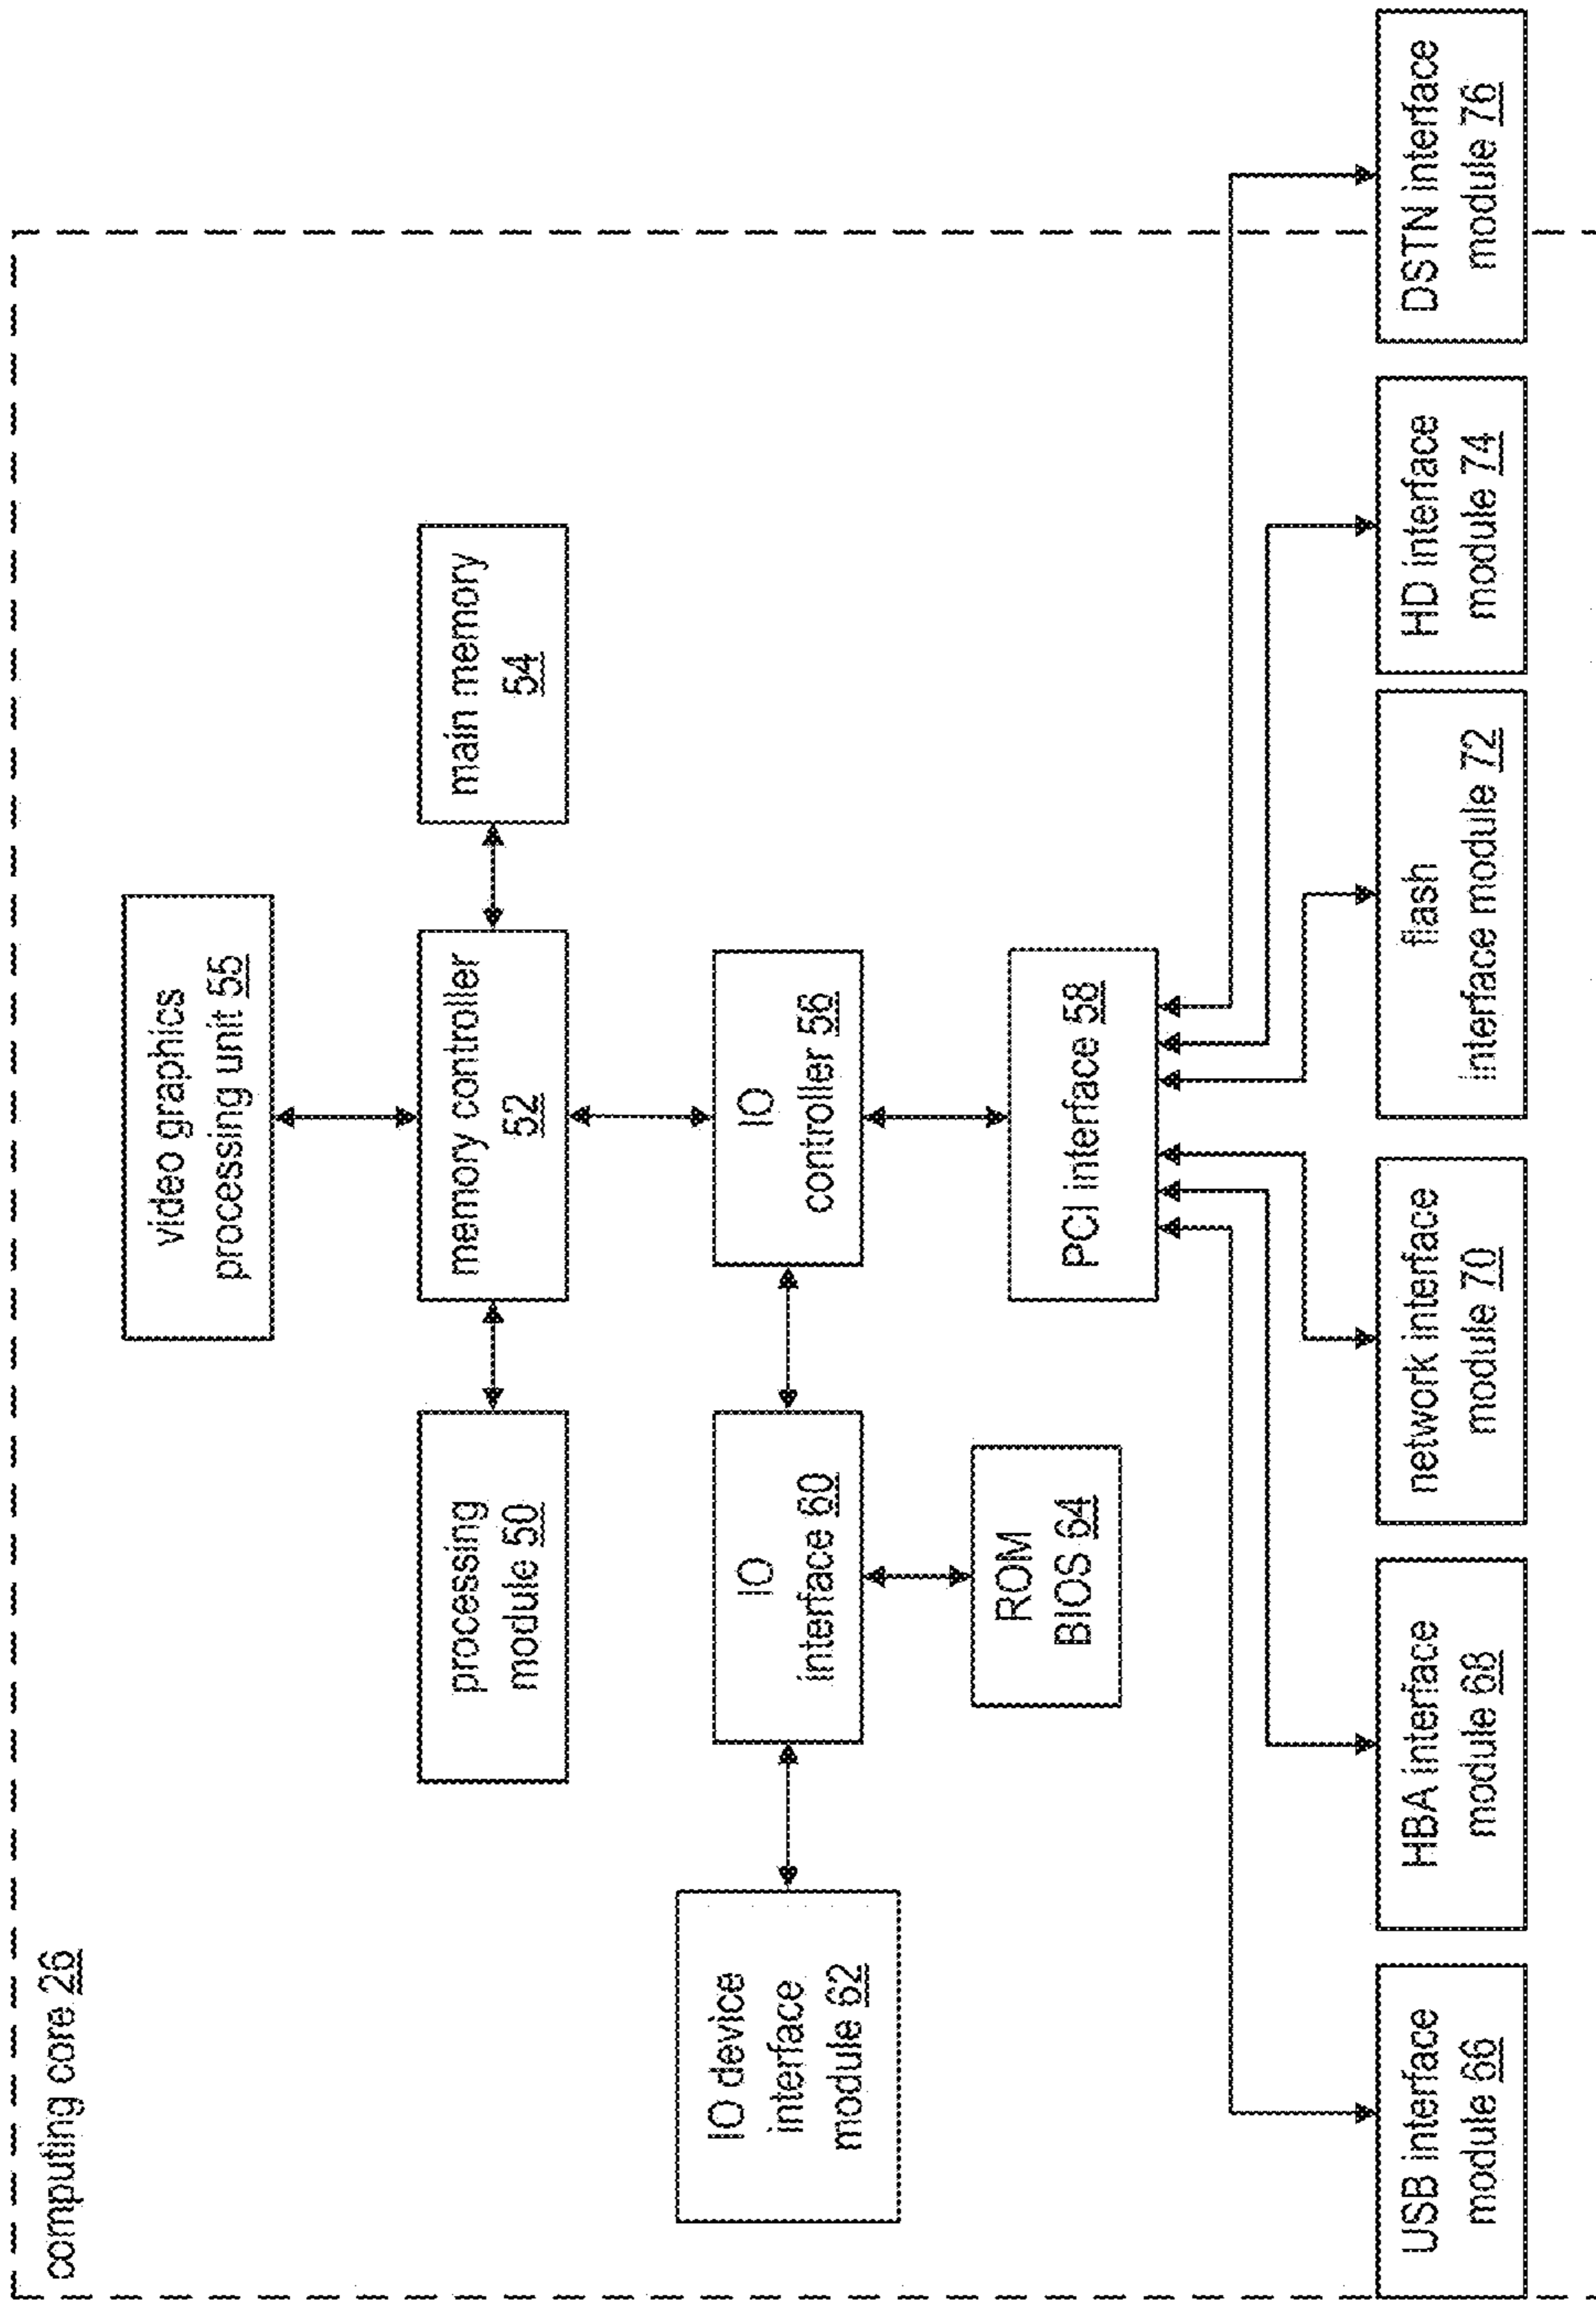 computing core 26
video graphics
processing unit 55
processing
module 50
memory controller
52
main memory
54
IO device
interface
module 62
IO
interface 60
IO
controller 56
ROM
BIOS 64
PCI interface 58
USB interface
module 66
HBA interface
module 68
network interface
module 70
flash
interface module 72
HD interface
module 74
DSTN interface
module 76